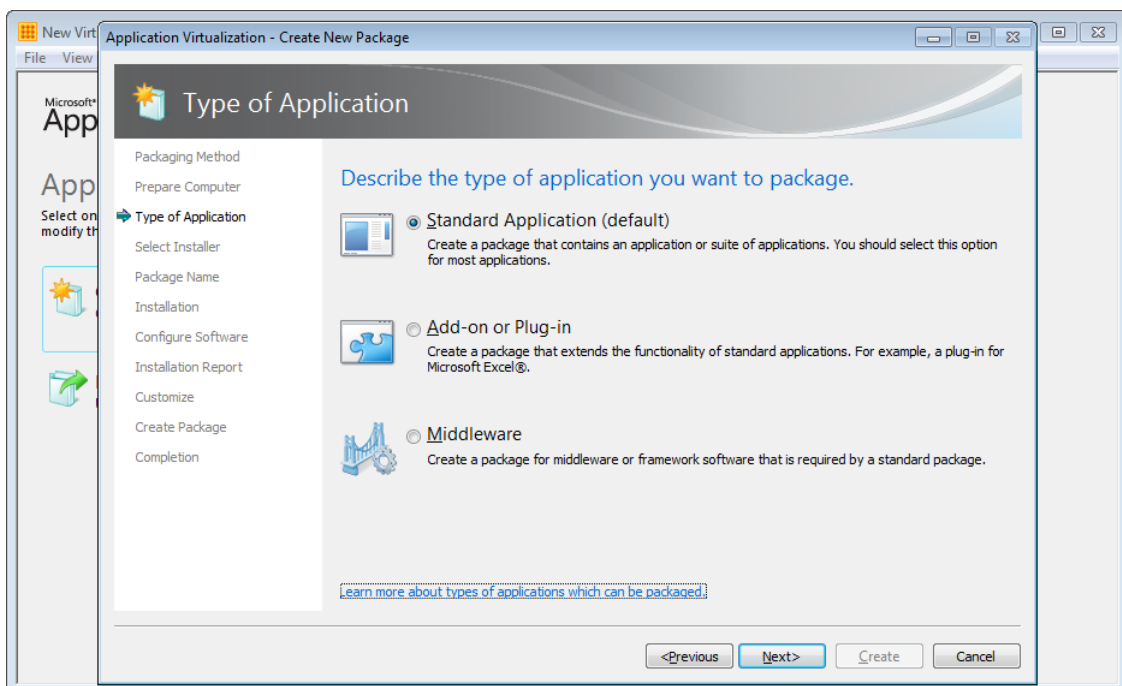 New Virt
Application Virtualization - Create New Package
File View
Microsoft*
App
App
Select on
modify th
Type of Application
Packaging Method
Prepare Computer
Type of Application
Select Installer
Package Name
Installation
Configure Software
Installation Report
Customize
Create Package
Completion
Describe the type of application you want to package.
Standard Application (default)
Create a package that contains an application or suite of applications. You should select this option
for most applications.
Add-on or Plug-in
Create a package that extends the functionality of standard applications. For example, a plug-in for
Microsoft Excel®.
Middleware
Create a package for middleware or framework software that is required by a standard package.
Learn more about types of applications which can be packaged.
<Previous
Next>
Create
Cancel